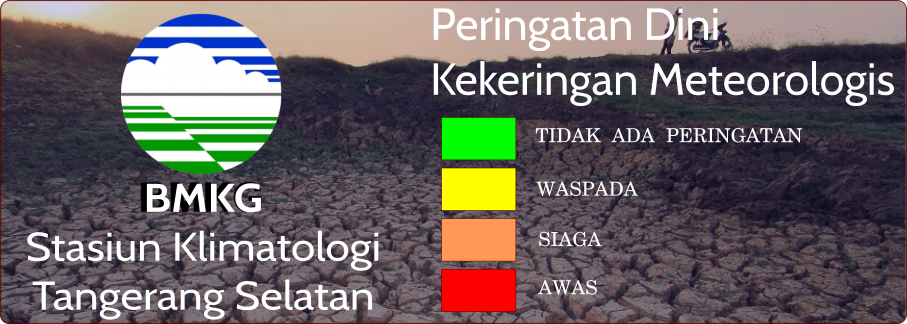 BMKG
Stasiun Klimatologi
Tangerang Selatan
Peringatan Dini
Kekeringan Meteorologis
TIDAK ADA PERINGATAN
WASPADA
SIAGA
AWAS